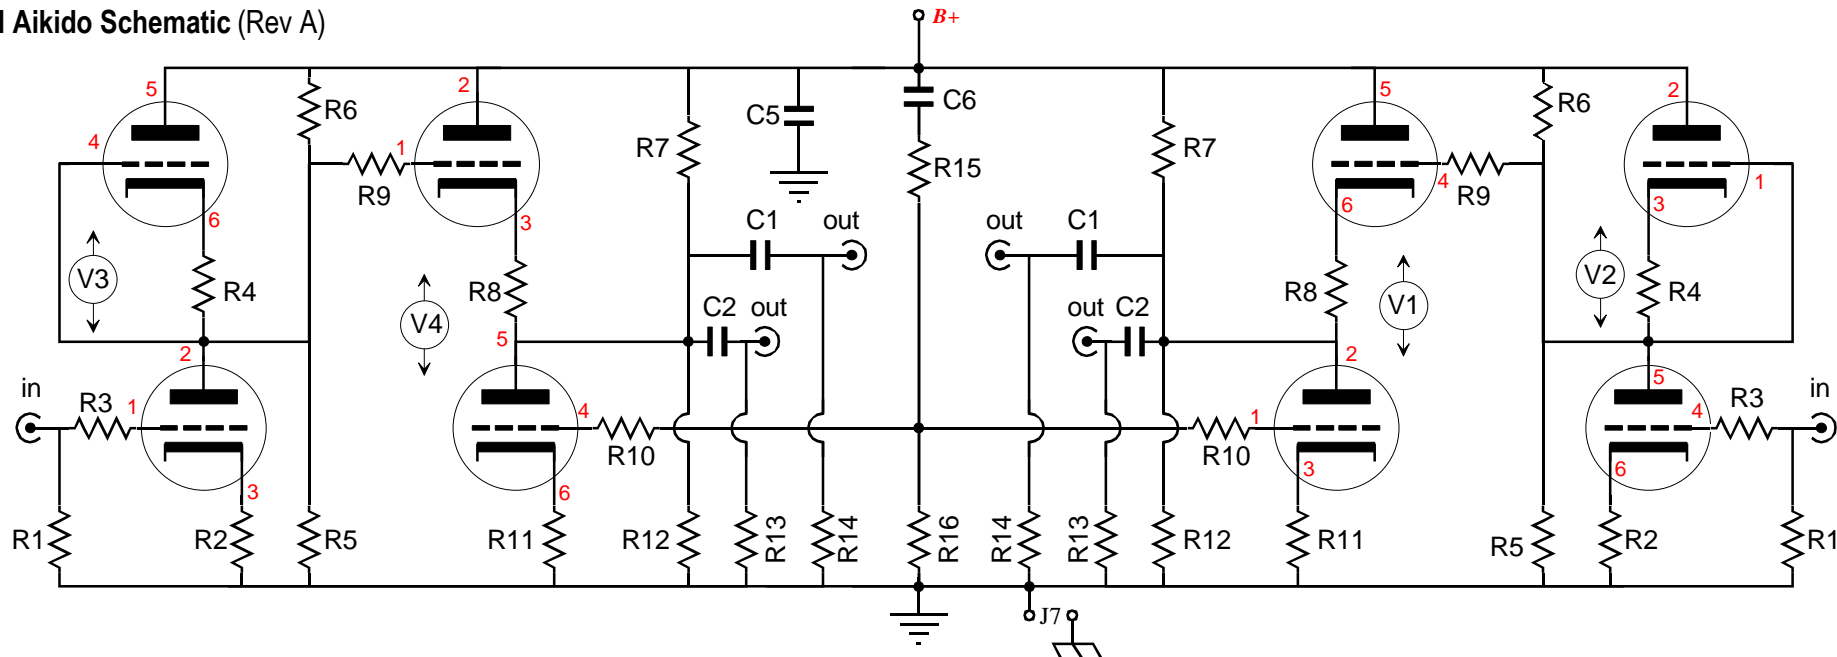 Aikido Schematic (Rev A)
B+
5
2
5
2
R6
C6
R6
C5
4
1
R7
R7
R15
R9
4
R9
1
6
3
6
3
C1
out
out
C1
V3
R4
R8
V2
R8
R4
V4
C2
out
out
C2
V1
2
5
2
5
in
R3
1
4
1
4
R3
in
R10
R10
3
6
3
6
R1
R2
R5
R11
R12
R13
R14
R16
R14
R13
R12
R11
R5
R2
R1
J7